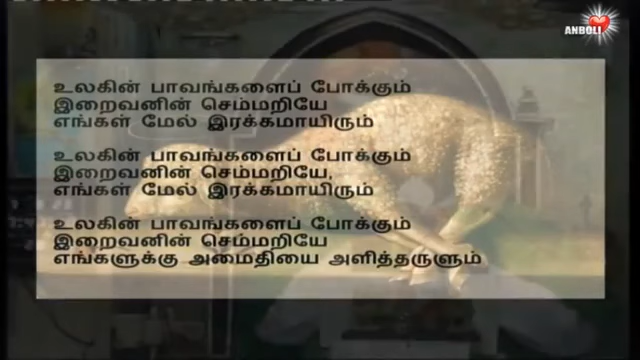 ANBOLI
உலகின் பாவங்களைப் போக்கும்
இறைவனின் செம்மறியே
எங்கள் மேல் இரக்கமாயிரும்
உலகின் பாவங்களைப் போக்கும்
இறைவனின் செம்மறியே,
எங்கள் மேல் இரக்கமாயிரும்
உலகின் பாவங்களைப் போக்கும்
இறைவனின் செம்மறியே
எங்களுக்கு அமைதியை அளித்தருளும்